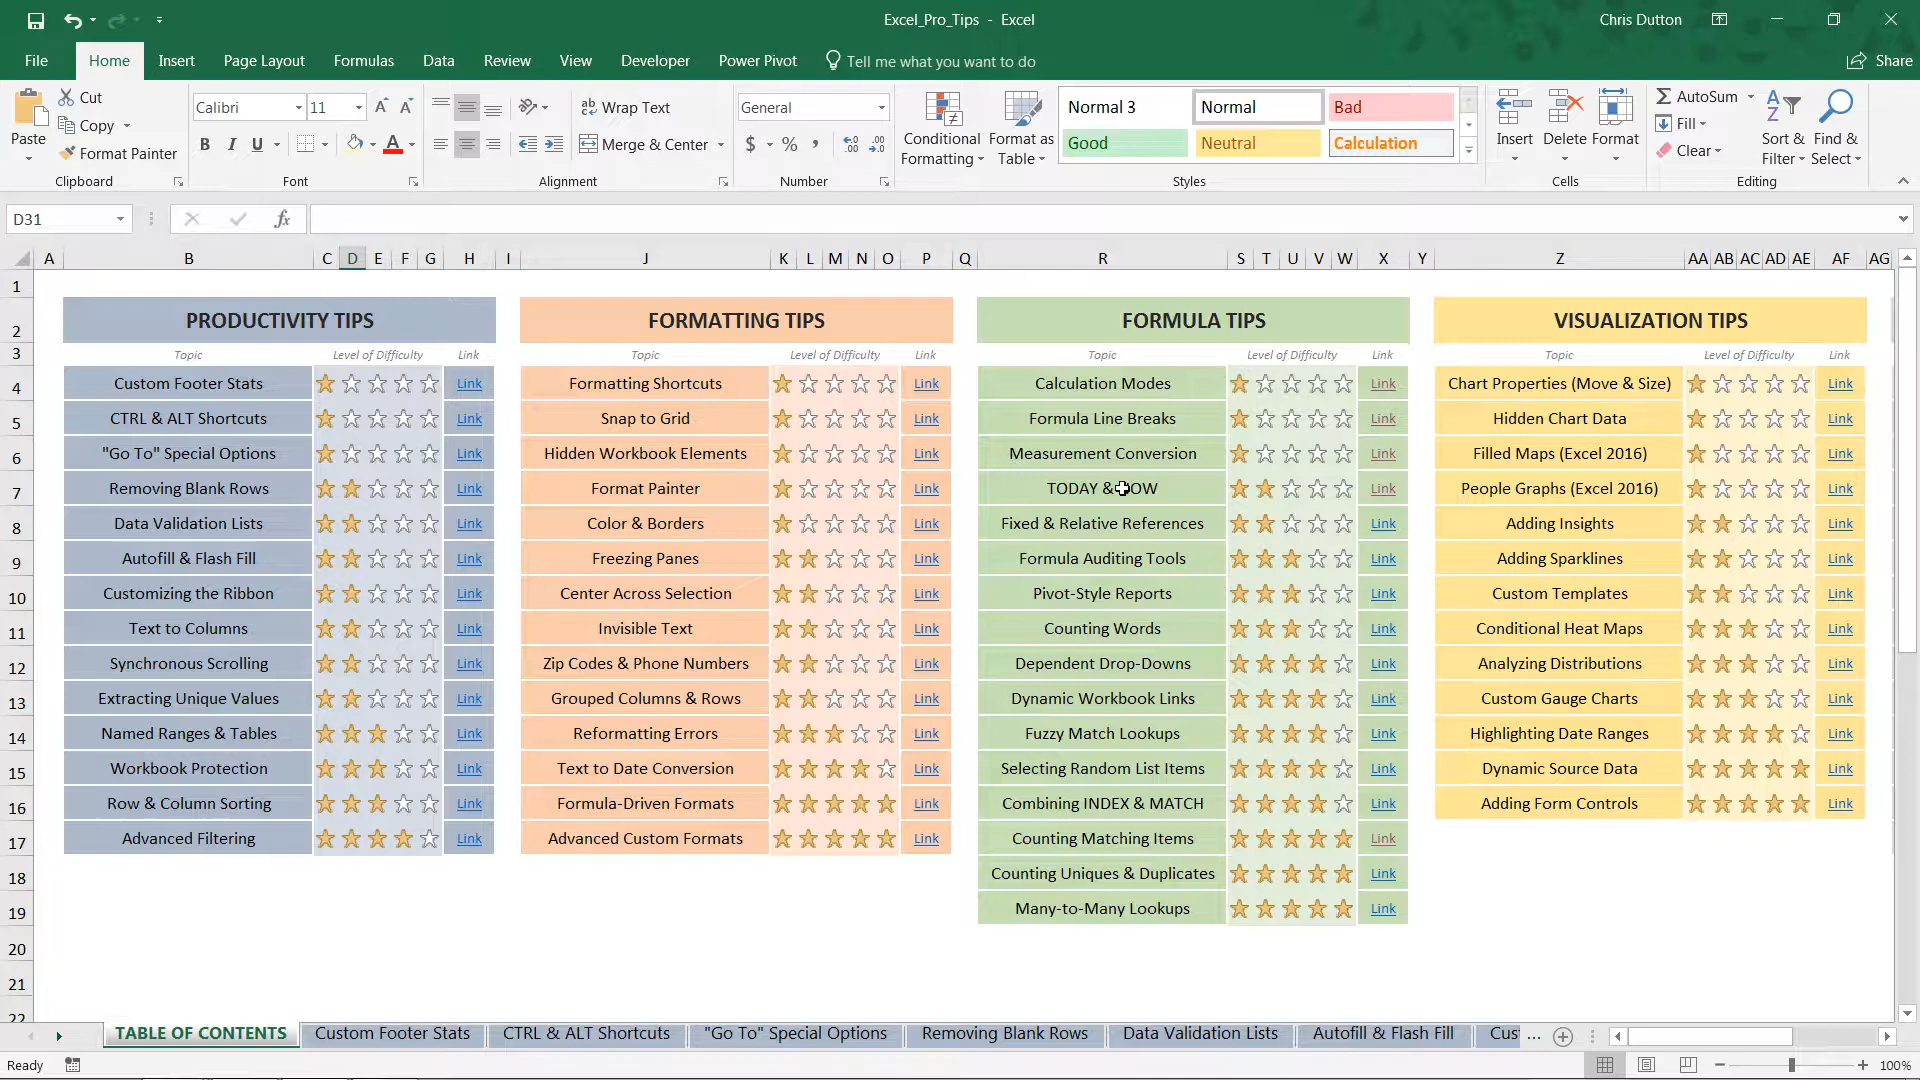 Excel_Pro_Tips - Excel
Chris Dutton
File Home Insert Page Layout Formulas Data Review View Developer Power Pivot Tell me what you want to do Share
Paste
Cut
Copy
Format Painter
Clipboard
Calibri 11
B I U A
Font
Wrap Text
Merge & Center
Alignment
General
$ % ,
Number
Conditional Formatting
Format as Table
Normal 3 Normal Bad
Good Neutral Calculation
Styles
Insert Delete Format
Cells
AutoSum
Fill
Clear
Sort & Filter
Find & Select
Editing
D31 fx
A B C D E F G H I J K L M N O P Q R S T U V W X Y Z AA AB AC AD AE AF AG
1
2 PRODUCTIVITY TIPS FORMATTING TIPS FORMULA TIPS VISUALIZATION TIPS
3 Topic Level of Difficulty Link Topic Level of Difficulty Link Topic Level of Difficulty Link Topic Level of Difficulty Link
4 Custom Footer Stats Link Formatting Shortcuts Link Calculation Modes Link Chart Properties (Move & Size) Link
5 CTRL & ALT Shortcuts Link Snap to Grid Link Formula Line Breaks Link Hidden Chart Data Link
6 "Go To" Special Options Link Hidden Workbook Elements Link Measurement Conversion Link Filled Maps (Excel 2016) Link
7 Removing Blank Rows Link Format Painter Link TODAY & NOW Link People Graphs (Excel 2016) Link
8 Data Validation Lists Link Color & Borders Link Fixed & Relative References Link Adding Insights Link
9 Autofill & Flash Fill Link Freezing Panes Link Formula Auditing Tools Link Adding Sparklines Link
10 Customizing the Ribbon Link Center Across Selection Link Pivot-Style Reports Link Custom Templates Link
11 Text to Columns Link Invisible Text Link Counting Words Link Conditional Heat Maps Link
12 Synchronous Scrolling Link Zip Codes & Phone Numbers Link Dependent Drop-Downs Link Analyzing Distributions Link
13 Extracting Unique Values Link Grouped Columns & Rows Link Dynamic Workbook Links Link Custom Gauge Charts Link
14 Named Ranges & Tables Link Reformatting Errors Link Fuzzy Match Lookups Link Highlighting Date Ranges Link
15 Workbook Protection Link Text to Date Conversion Link Selecting Random List Items Link Dynamic Source Data Link
16 Row & Column Sorting Link Formula-Driven Formats Link Combining INDEX & MATCH Link Adding Form Controls Link
17 Advanced Filtering Link Advanced Custom Formats Link Counting Matching Items Link
18 Counting Uniques & Duplicates Link
19 Many-to-Many Lookups Link
20
21
22
TABLE OF CONTENTS Custom Footer Stats CTRL & ALT Shortcuts "Go To" Special Options Removing Blank Rows Data Validation Lists Autofill & Flash Fill Cus ...
Ready 100%